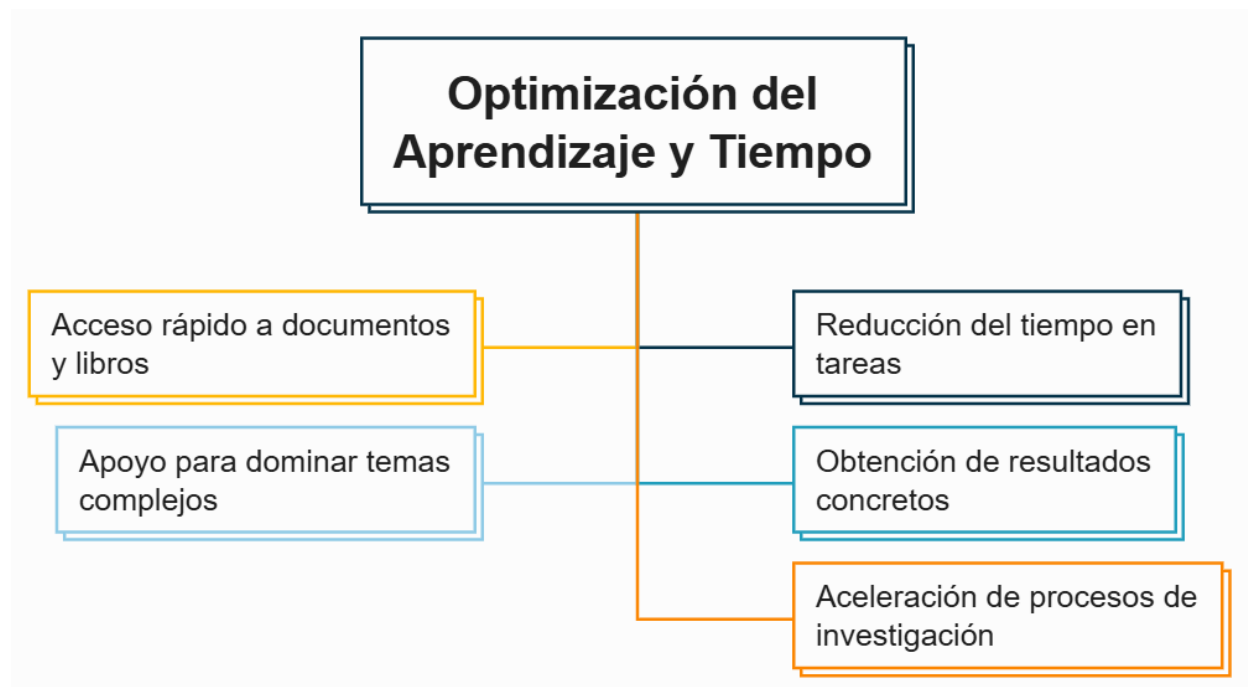 Optimización del
Aprendizaje y Tiempo
Acceso rápido a documentos
y libros
Reducción del tiempo en
tareas
Apoyo para dominar temas
complejos
Obtención de resultados
concretos
Aceleración de procesos de
investigación